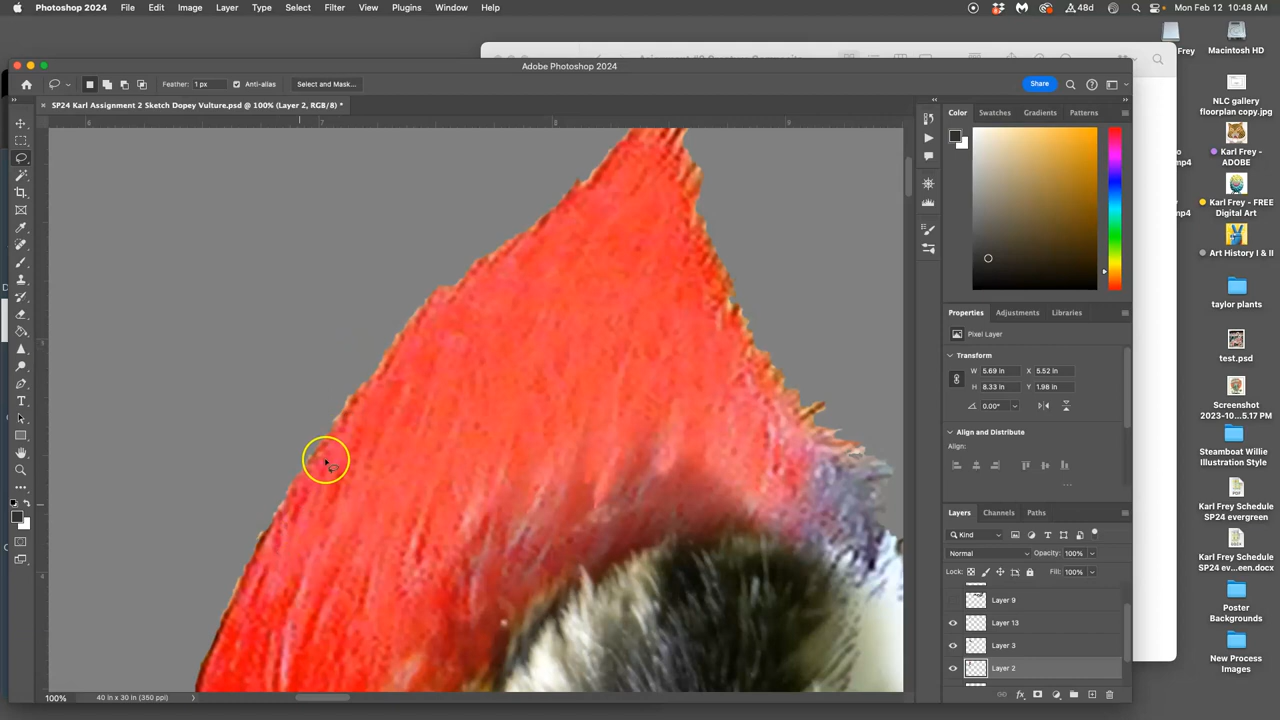 Photoshop 2024 File Edit Image Layer Type Select Filter View Plugins Window Help
48d Mon Feb 12 10:48 AM
Adobe Photoshop 2024
Feather: 1 px Anti-alias Select and Mask... Share
SP24 Karl Assignment 2 Sketch Dopey Vulture.psd @ 100% (Layer 2, RGB/8) *
6 7 8 9
Color Swatches Gradients Patterns
Properties Adjustments Libraries
Pixel Layer
Transform
W 5.69 in X 5.52 in
H 8.33 in Y 1.98 in
0.00°
Align and Distribute
Align:
Layers Channels Paths
Kind
Normal Opacity: 100%
Lock: Fill: 100%
Layer 9
Layer 13
Layer 3
Layer 2
100% 40 in x 30 in (350 ppi)
Frey
Macintosh HD
NLC gallery
floorplan copy.jpg
mp4
Karl Frey -
ADOBE
mp4
Karl Frey - FREE
Digital Art
Art History I & II
taylor plants
test.psd
Screenshot
2023-10...5.17 PM
Steamboat Willie
Illustration Style
Karl Frey Schedule
SP24 evergreen
Karl Frey Schedule
SP24 ev...een.docx
Poster
Backgrounds
New Process
Images